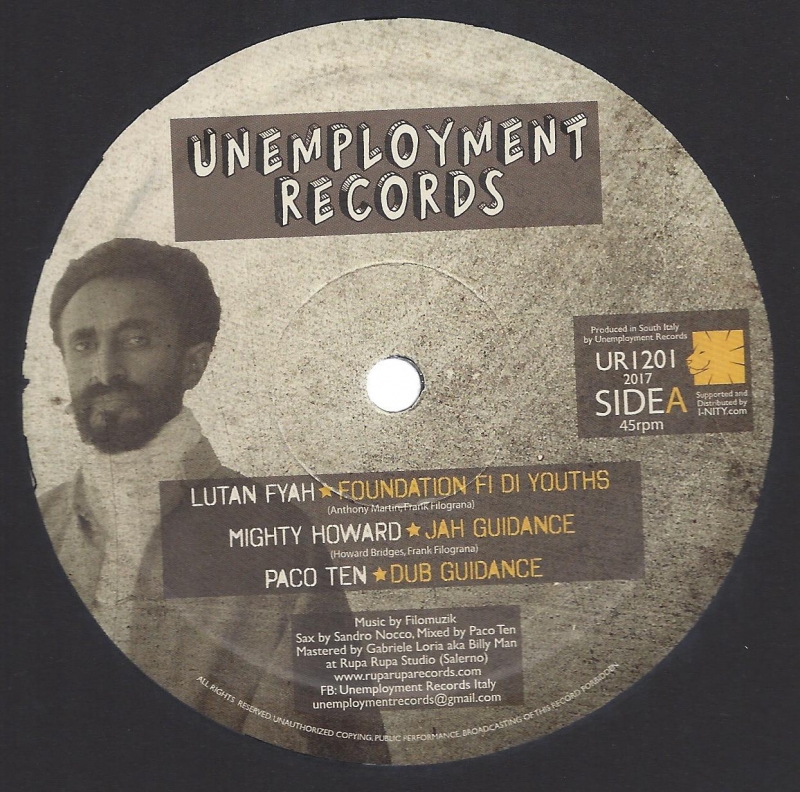 UNEMPLOYMENT
RECORDS
Produced in South Italy
by Unemployment Records
UR1201
2017
SIDEA
45rpm
Supported and
Distributed by
I-NITY.com
LUTAN FYAH★FOUNDATION FI DI YOUTHS
(Anthony Martin, Frank Filograna)
MIGHTY HOWARD★JAH GUIDANCE
(Howard Bridges, Frank Filograna)
PACO TEN★DUB GUIDANCE
Music by Filomuzik
Sax by Sandro Nocco, Mixed by Paco Ten
Mastered by Gabriele Loria aka Billy Man
at Rupa Rupa Studio (Salerno)
www.ruparuparecords.com
FB: Unemployment Records Italy
unemploymentrecords@gmail.com
ALL RIGHTS RESERVED. UNAUTHORIZED COPYING, PUBLIC PERFORMANCE, BROADCASTING OF THIS RECORD FORBIDDEN